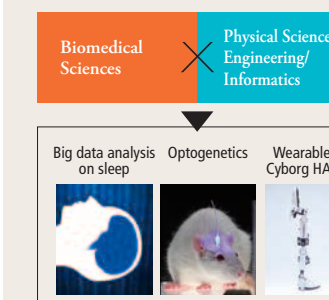 Biomedical
Sciences
Physical Science
Engineering/
Informatics
Big data analysis
on sleep
Optogenetics
Wearable
Cyborg HA